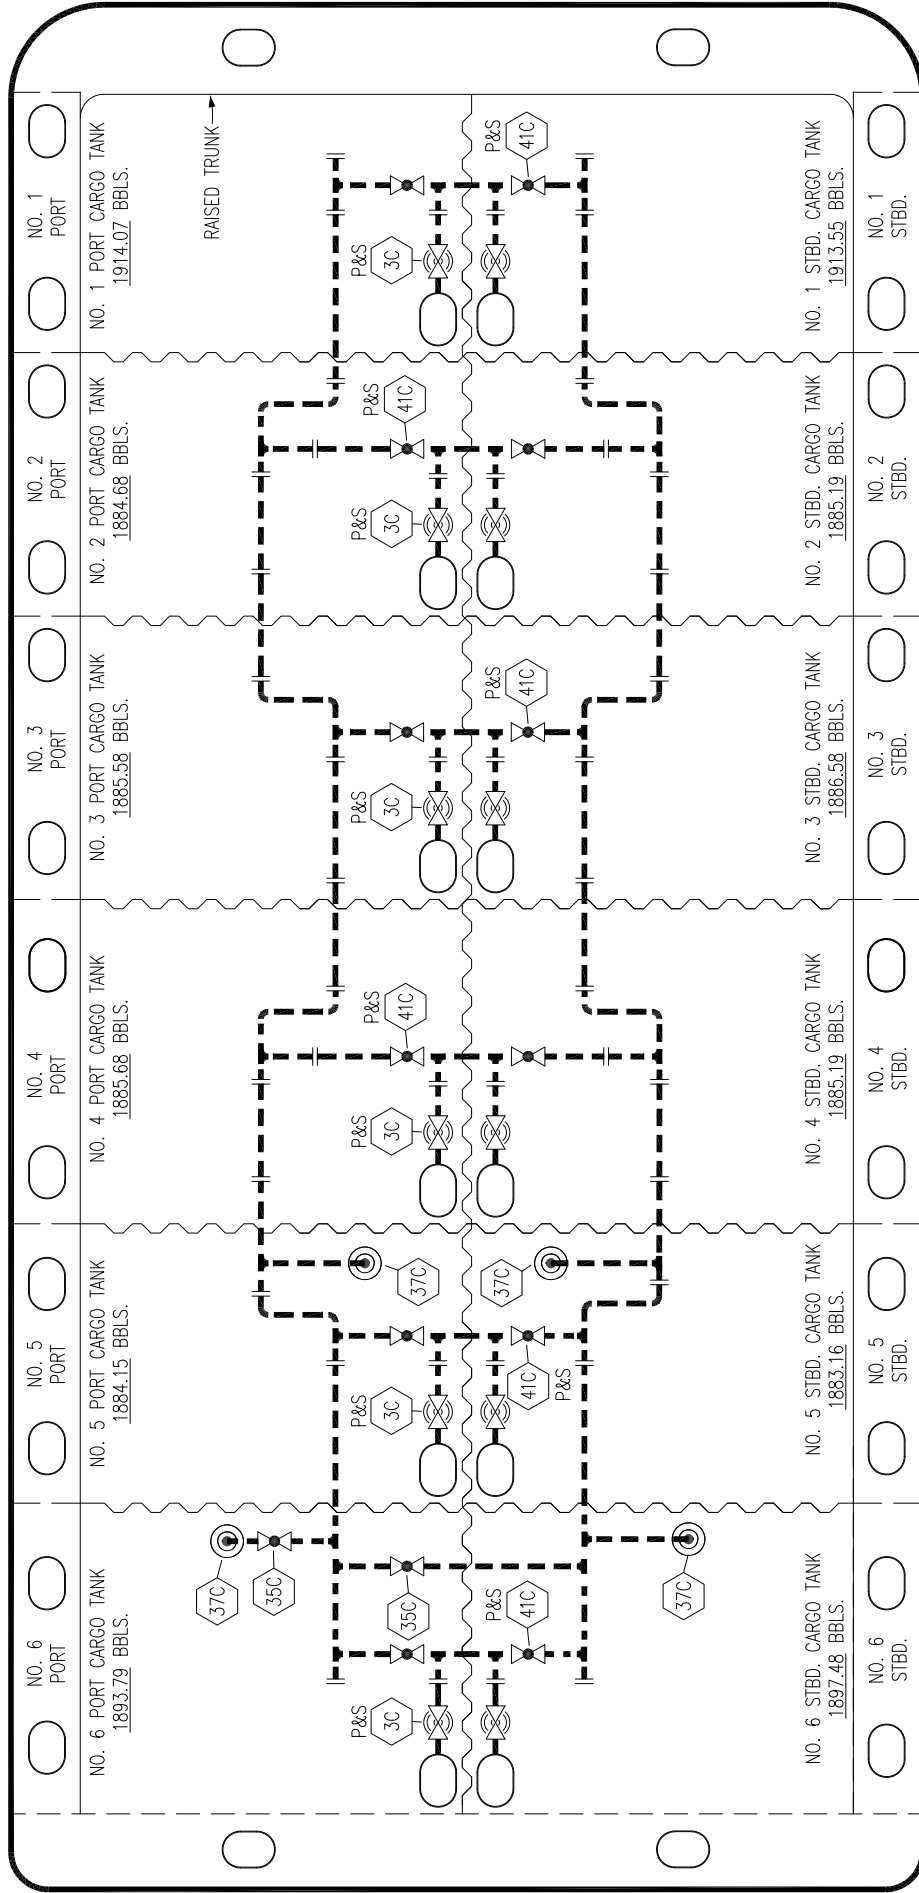 NO. 1
PORT
NO. 1 PORT CARGO TANK
1914.07 BBLS.
RAISED TRUNK
P&S
3C
P&S
41C
NO. 1 STBD. CARGO TANK
1913.55 BBLS.
NO. 1
STBD.
NO. 2
PORT
NO. 2 PORT CARGO TANK
1884.68 BBLS.
P&S
3C
P&S
41C
NO. 2 STBD. CARGO TANK
1885.19 BBLS.
NO. 2
STBD.
NO. 3
PORT
NO. 3 PORT CARGO TANK
1885.58 BBLS.
P&S
3C
P&S
41C
NO. 3 STBD. CARGO TANK
1886.58 BBLS.
NO. 3
STBD.
NO. 4
PORT
NO. 4 PORT CARGO TANK
1885.68 BBLS.
P&S
3C
P&S
41C
NO. 4 STBD. CARGO TANK
1885.19 BBLS.
NO. 4
STBD.
NO. 5
PORT
NO. 5 PORT CARGO TANK
1884.15 BBLS.
37C
37C
P&S
3C
41C
P&S
NO. 5 STBD. CARGO TANK
1883.16 BBLS.
NO. 5
STBD.
NO. 6
PORT
NO. 6 PORT CARGO TANK
1893.79 BBLS.
37C
35C
35C
P&S
3C
P&S
41C
37C
NO. 6 STBD. CARGO TANK
1897.48 BBLS.
NO. 6
STBD.